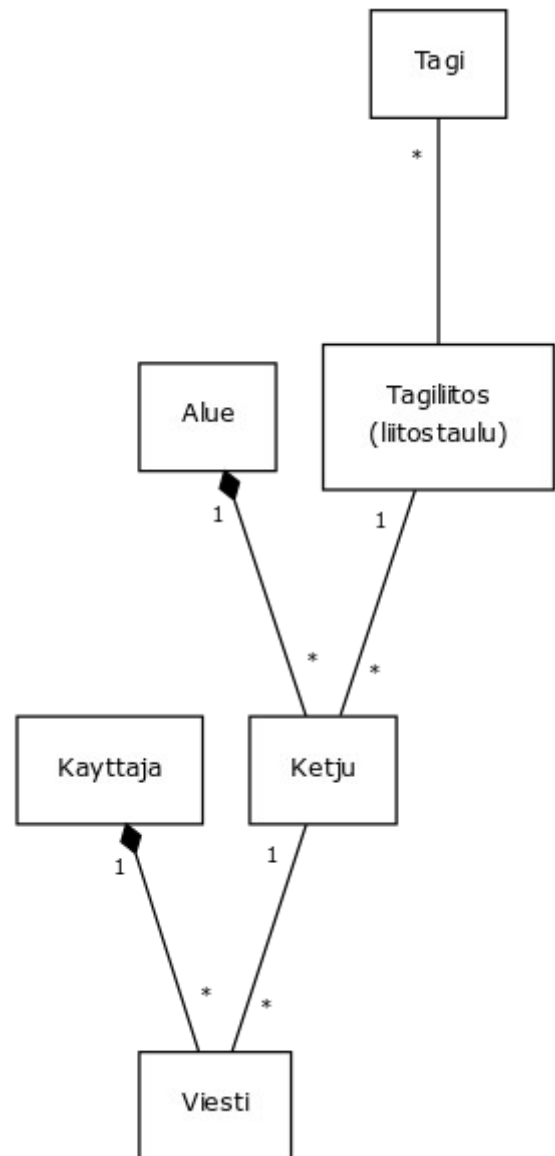 Tagi
*
Alue
Tagiliitos
(liitostaulu)
1
1
*
*
Kayttaja
Ketju
1
1
*
*
Viesti